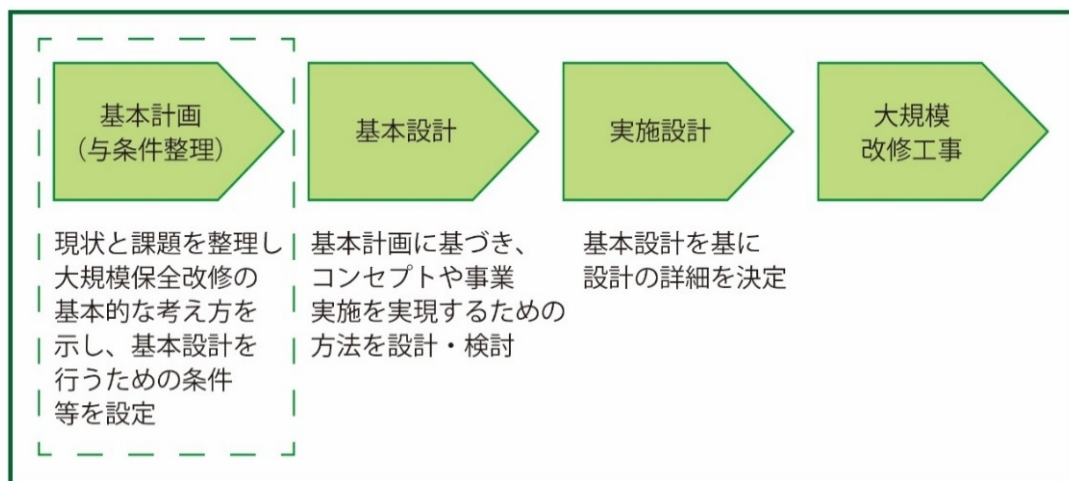 基本計画
（与条件整理）
基本設計
実施設計
大規模
改修工事
現状と課題を整理し
大規模保全改修の
基本的な考え方を
示し、基本設計を
行うための条件
等を設定
基本計画に基づき、
コンセプトや事業
実施を実現するための
方法を設計・検討
基本設計を基に
設計の詳細を決定